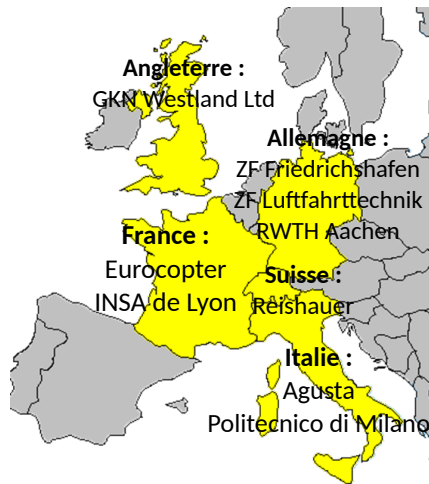 Angleterre :
GKN Westland Ltd
Allemagne :
ZF Friedrichshafen
ZF Luftfahrttechnik
RWTH Aachen
France :
Eurocopter
INSA de Lyon
Suisse :
Reishauer
Italie :
Agusta
Politecnico di Milano